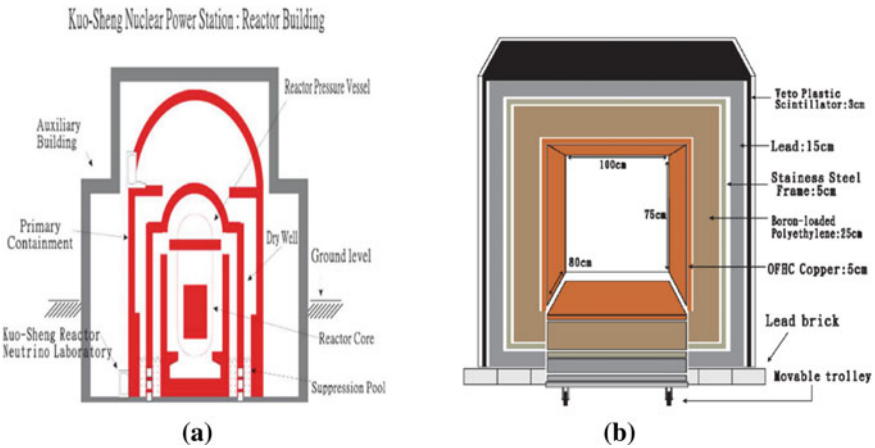 Kuo-Sheng Nuclear Power Station : Reactor Building
Reactor Pressure Vessel
Auxiliary
Building
Primary
Containment
Dry Well
Ground level
Kuo-Sheng Reactor
Neutrino Laboratory
Reactor Core
Suppression Pool
(a)
Veto Plastic
Scintillator:3cm
Lead:15cm
100cm
Stainless Steel
Frame:5cm
75cm
Boron-loaded
Polyethylene:25cm
80cm
OFHC Copper:5cm
Lead brick
Movable trolley
(b)